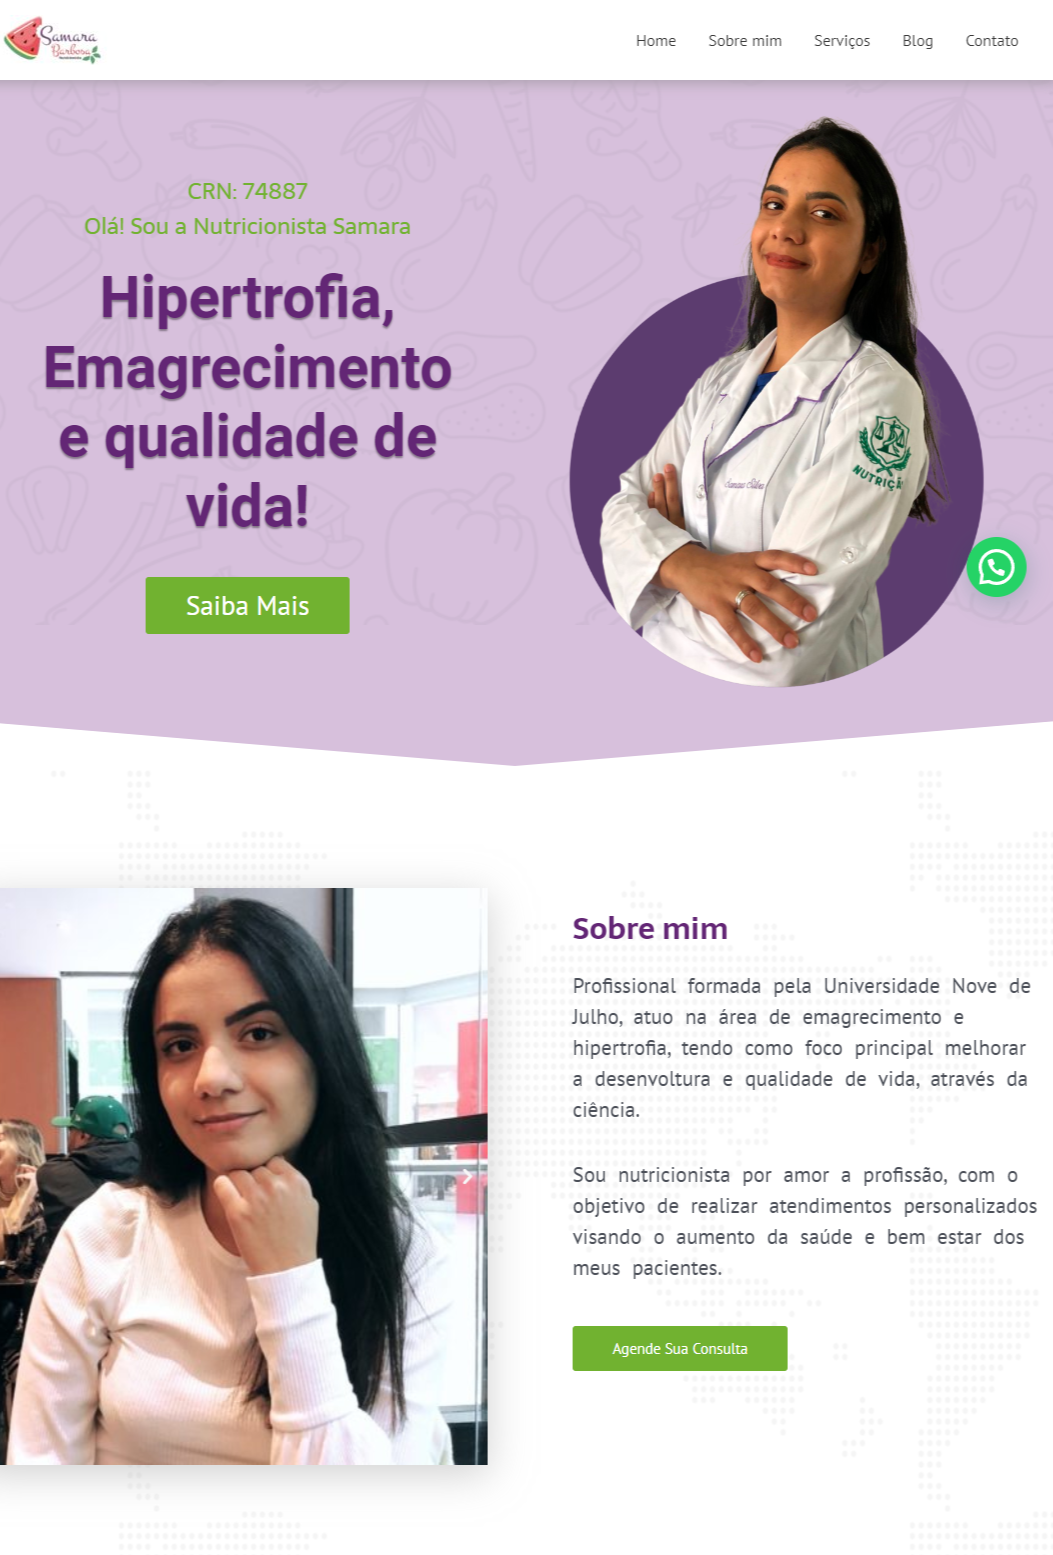 Samara
Barbosa
Home Sobre mim Serviços Blog Contato
CRN: 74887
Olá! Sou a Nutricionista Samara
Hipertrofia,
Emagrecimento
e qualidade de
vida!
Saiba Mais
NUTRIÇÃO
Sobre mim
Profissional formada pela Universidade Nove de
Julho, atuo na área de emagrecimento e
hipertrofia, tendo como foco principal melhorar
a desenvoltura e qualidade de vida, através da
ciência.
Sou nutricionista por amor a profissão, com o
objetivo de realizar atendimentos personalizados
visando o aumento da saúde e bem estar dos
meus pacientes.
Agende Sua Consulta